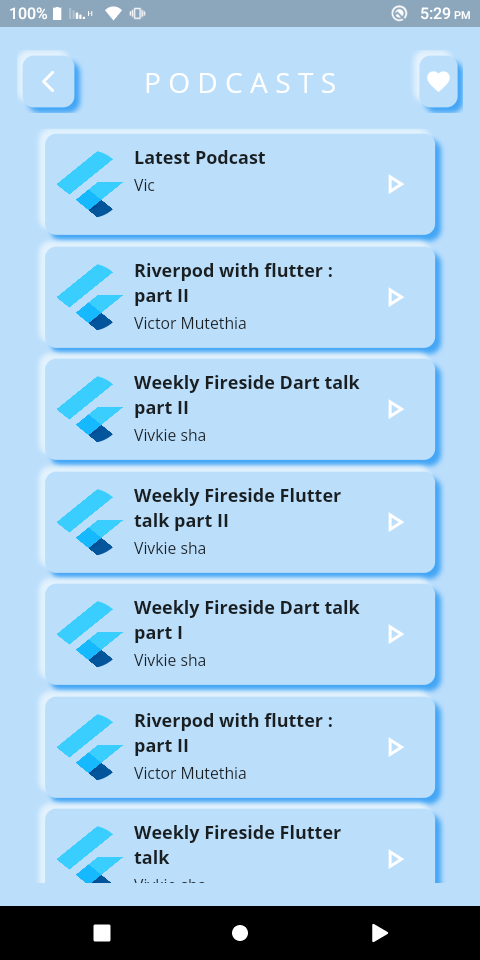 100% H 5:29 PM
PODCASTS
Latest Podcast
Vic
Riverpod with flutter :
part II
Victor Mutethia
Weekly Fireside Dart talk
part II
Vivkie sha
Weekly Fireside Flutter
talk part II
Vivkie sha
Weekly Fireside Dart talk
part I
Vivkie sha
Riverpod with flutter :
part II
Victor Mutethia
Weekly Fireside Flutter
talk